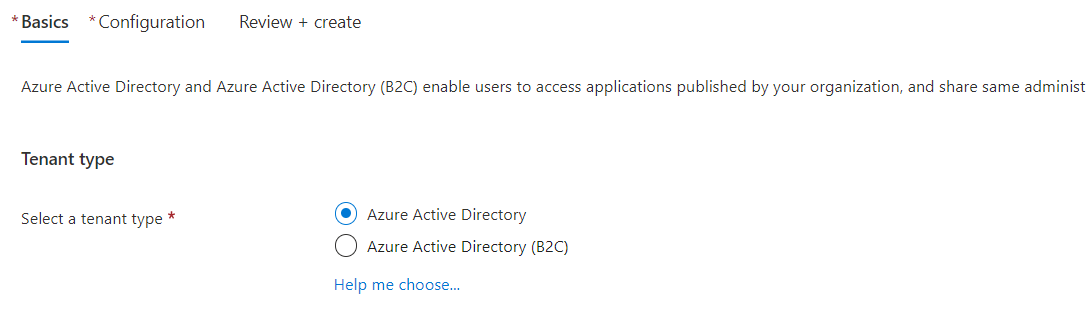 *Basics *Configuration Review + create
Azure Active Directory and Azure Active Directory (B2C) enable users to access applications published by your organization, and share same administ
Tenant type
Select a tenant type *
Azure Active Directory
Azure Active Directory (B2C)
Help me choose...